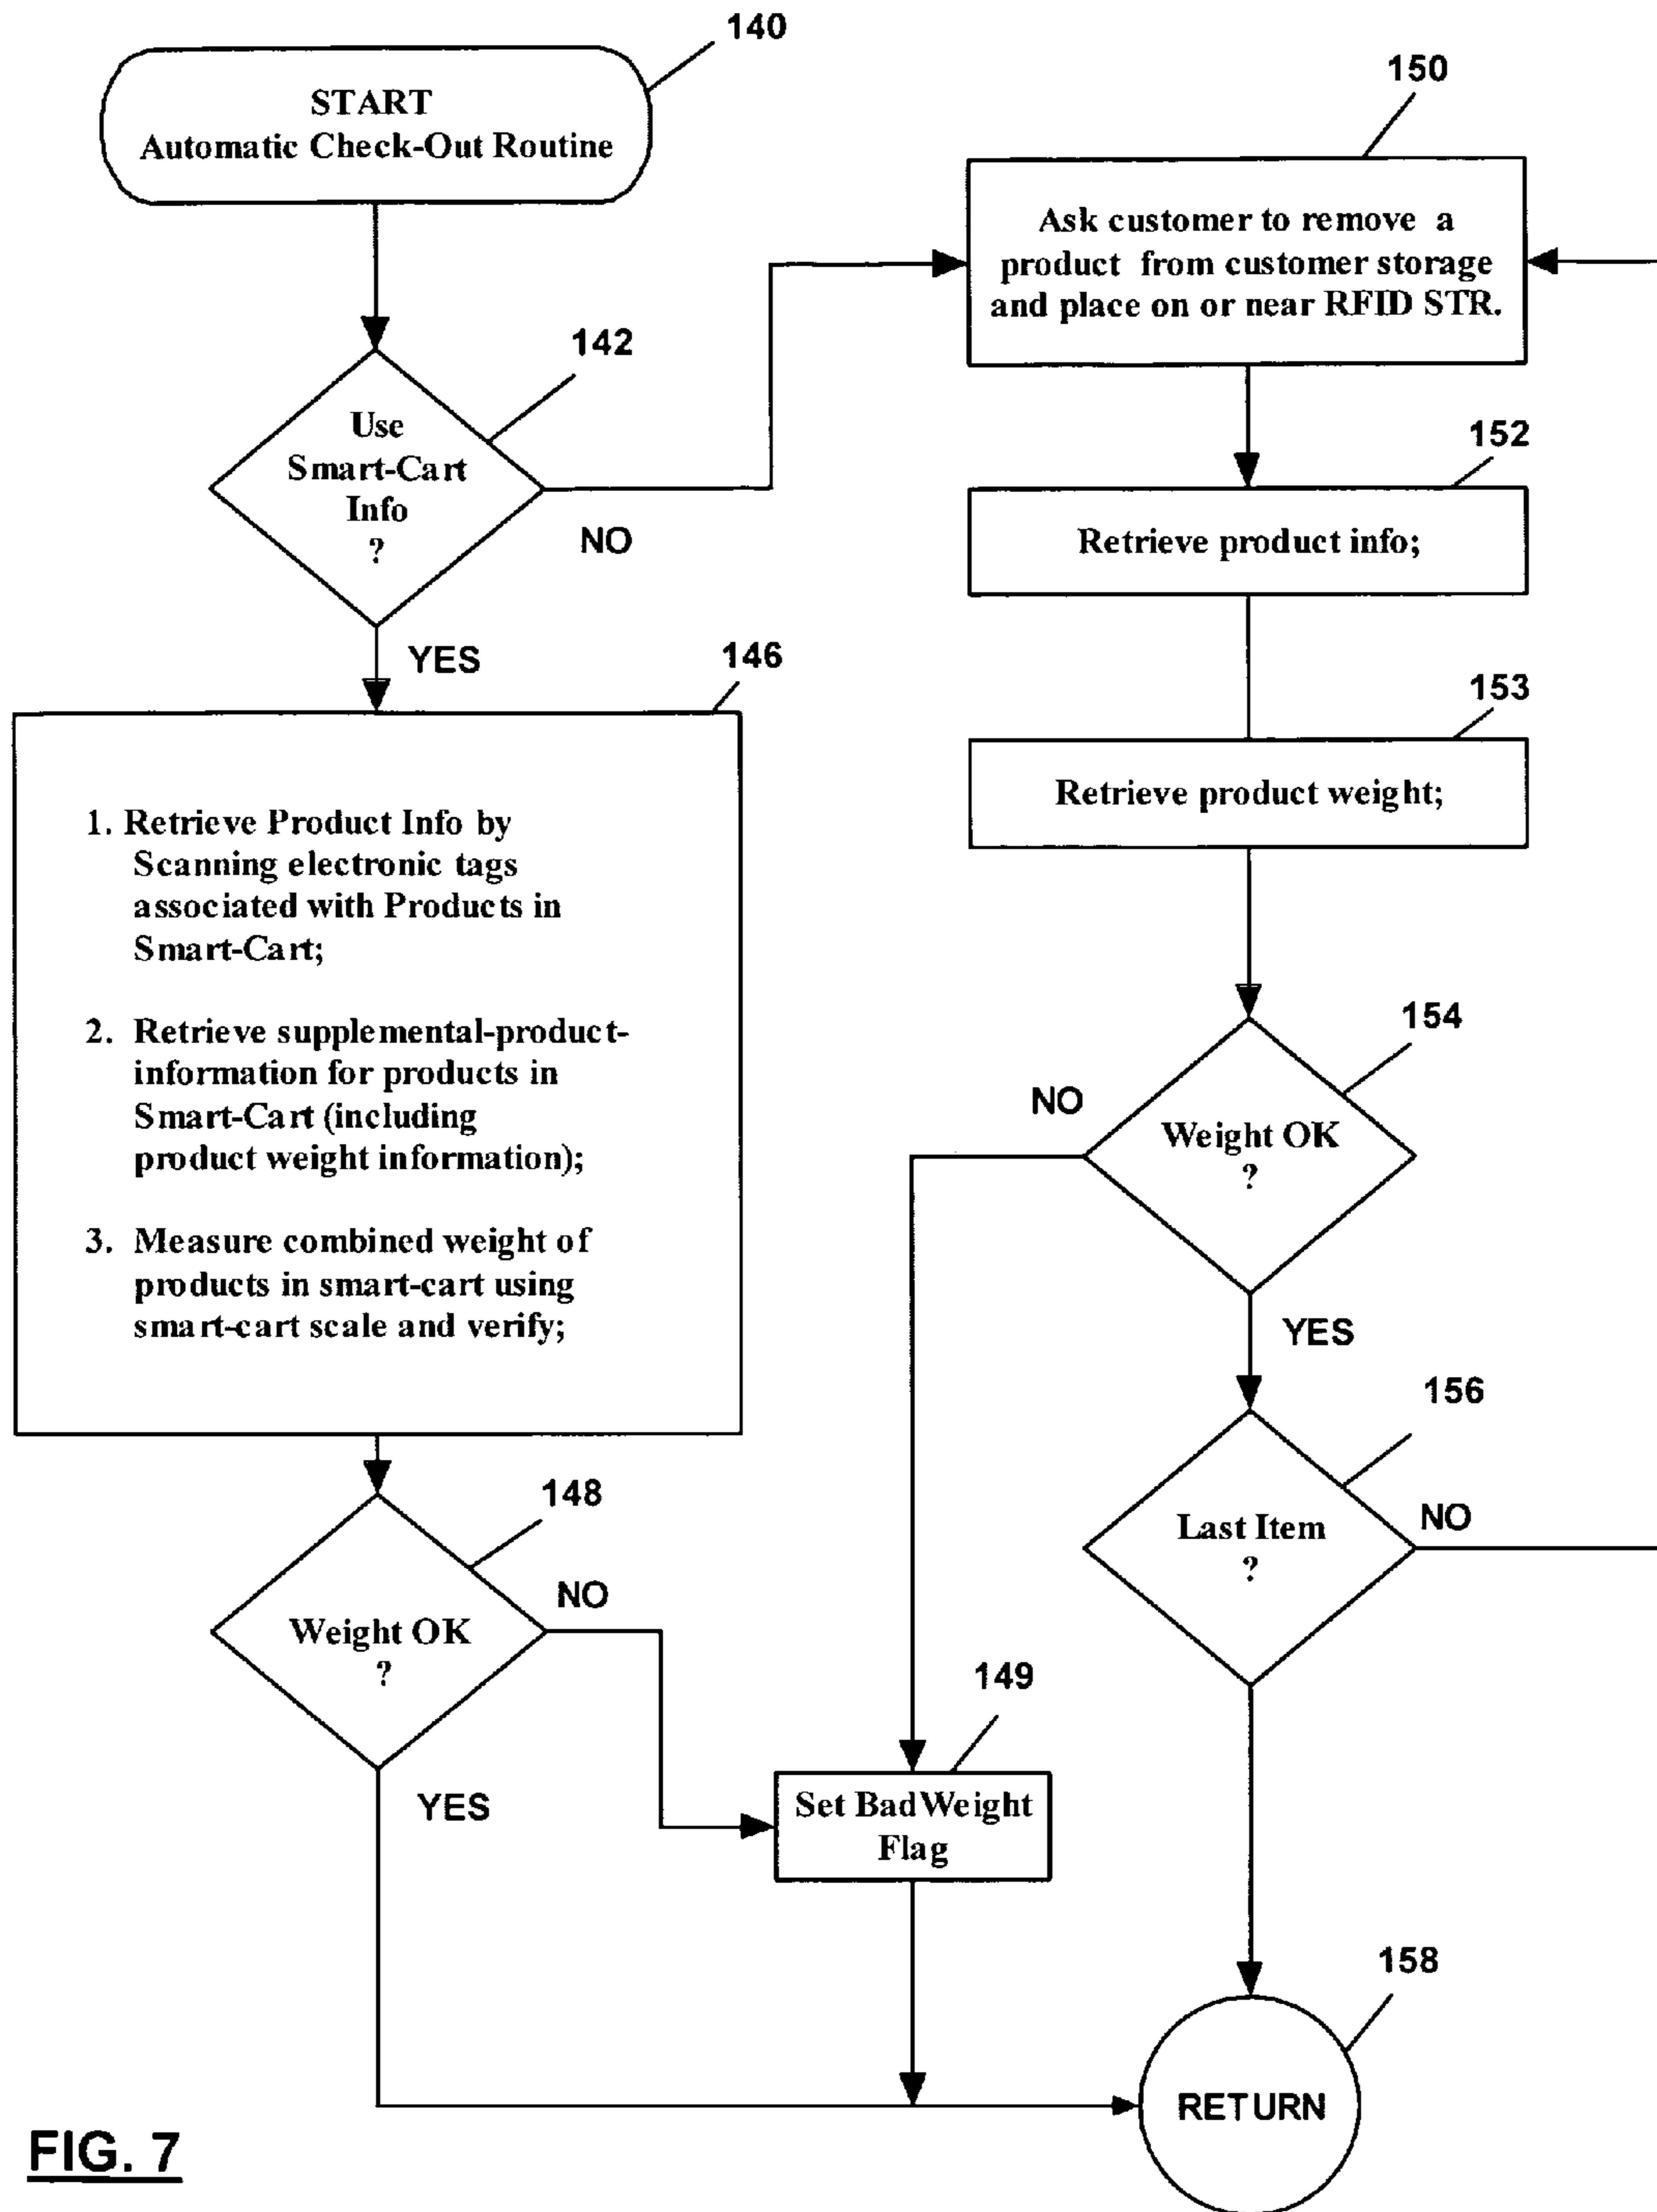 140
START
Automatic Check-Out Routine
142
Use
Smart-Cart
Info
?
NO
YES
146
1. Retrieve Product Info by
Scanning electronic tags
associated with Products in
Smart-Cart;
2. Retrieve supplemental-product-
information for products in
Smart-Cart (including
product weight information);
3. Measure combined weight of
products in smart-cart using
smart-cart scale and verify;
148
Weight OK
?
NO
YES
149
Set BadWeight
Flag
150
Ask customer to remove a
product from customer storage
and place on or near RFID STR.
152
Retrieve product info;
153
Retrieve product weight;
154
Weight OK
?
NO
YES
156
Last Item
?
NO
158
RETURN
FIG. 7